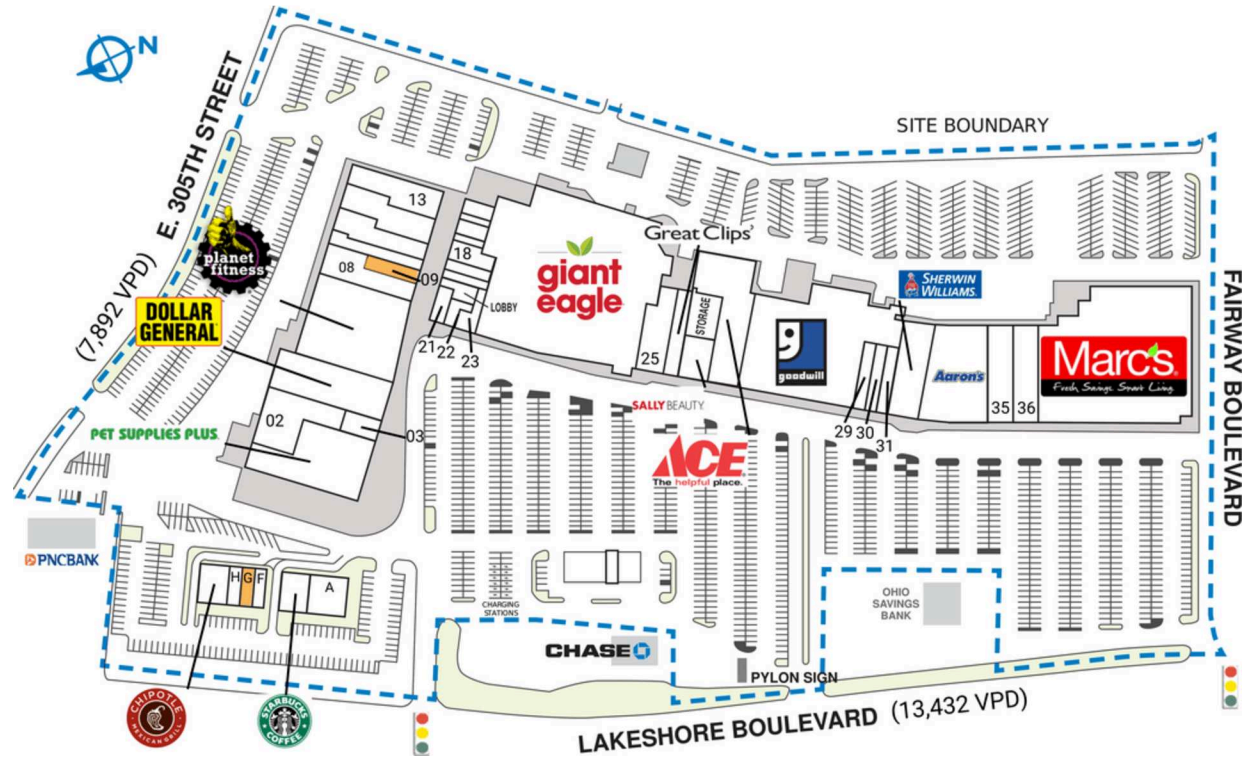 N
E. 305TH STREET
(7,892 VPD)
SITE BOUNDARY
planet
fitness
DOLLAR
GENERAL
PET SUPPLIES PLUS
13
08
09
02
03
18
LOBBY
21
22
23
giant
eagle
25
Great Clips'
STORAGE
SALLY BEAUTY
ACE
The helpful place.
goodwill
29
30
31
SHERWIN
WILLIAMS.
Aaron's
35
36
Marc's
Fresh. Savings. Smart Living.
FAIRWAY BOULEVARD
PNCBANK
H
G
F
A
CHARGING
STATIONS
CHASE
OHIO
SAVINGS
BANK
PYLON SIGN
CHIPOTLE
MEXICAN GRILL
STARBUCKS
COFFEE
LAKESHORE BOULEVARD (13,432 VPD)